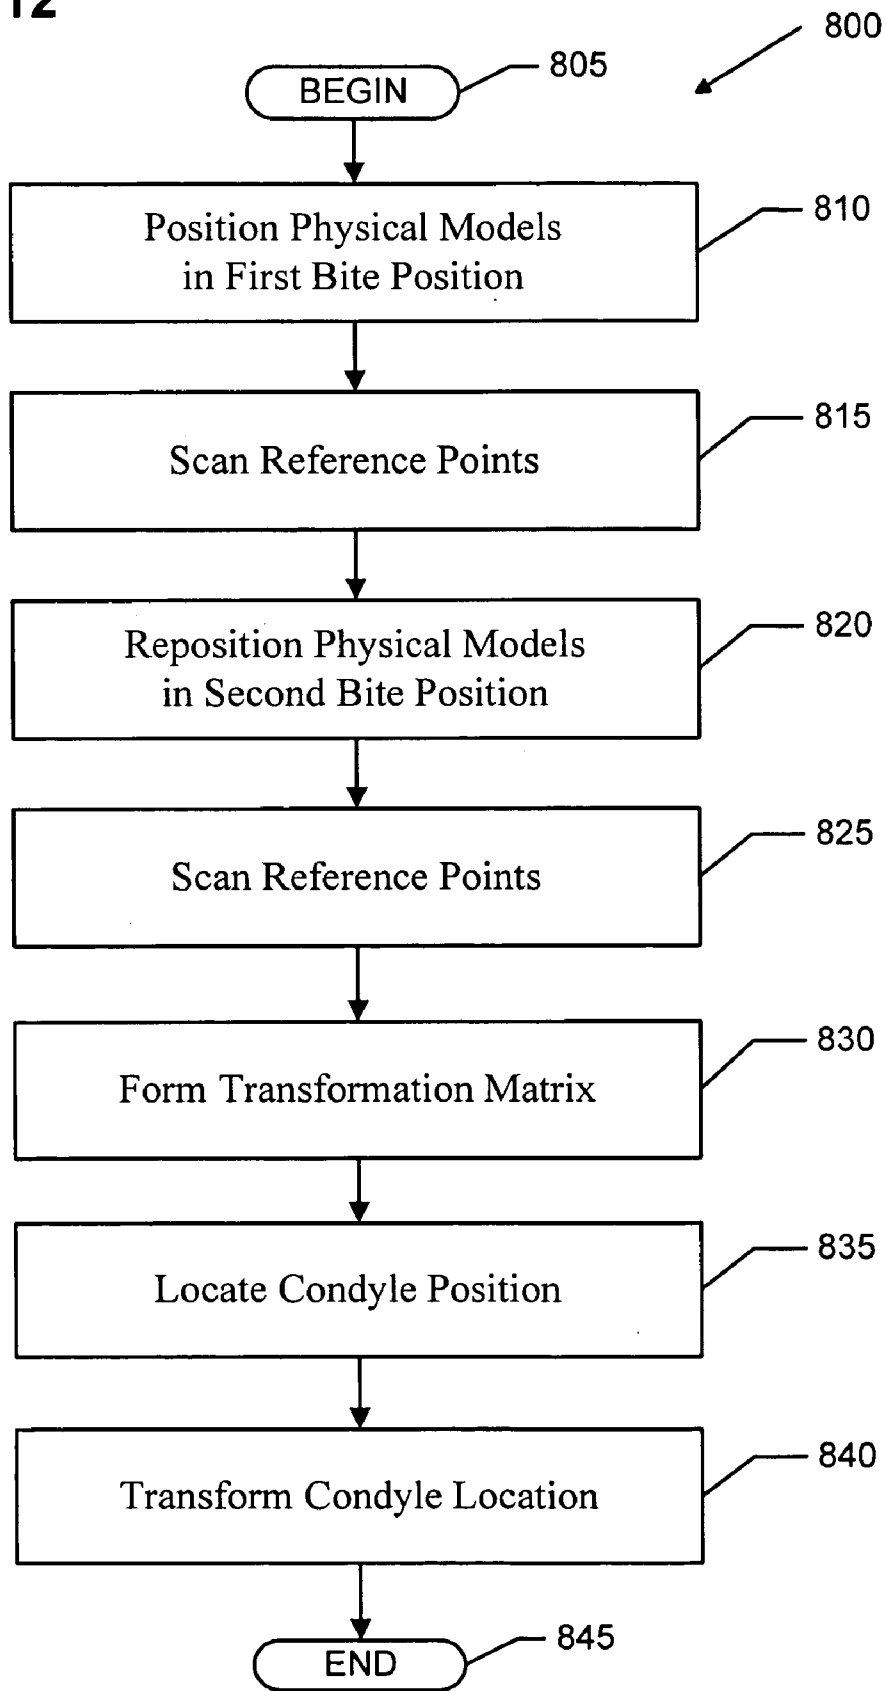 12
800
BEGIN
805
Position Physical Models
in First Bite Position
810
Scan Reference Points
815
Reposition Physical Models
in Second Bite Position
820
Scan Reference Points
825
Form Transformation Matrix
830
Locate Condyle Position
835
Transform Condyle Location
840
END
845